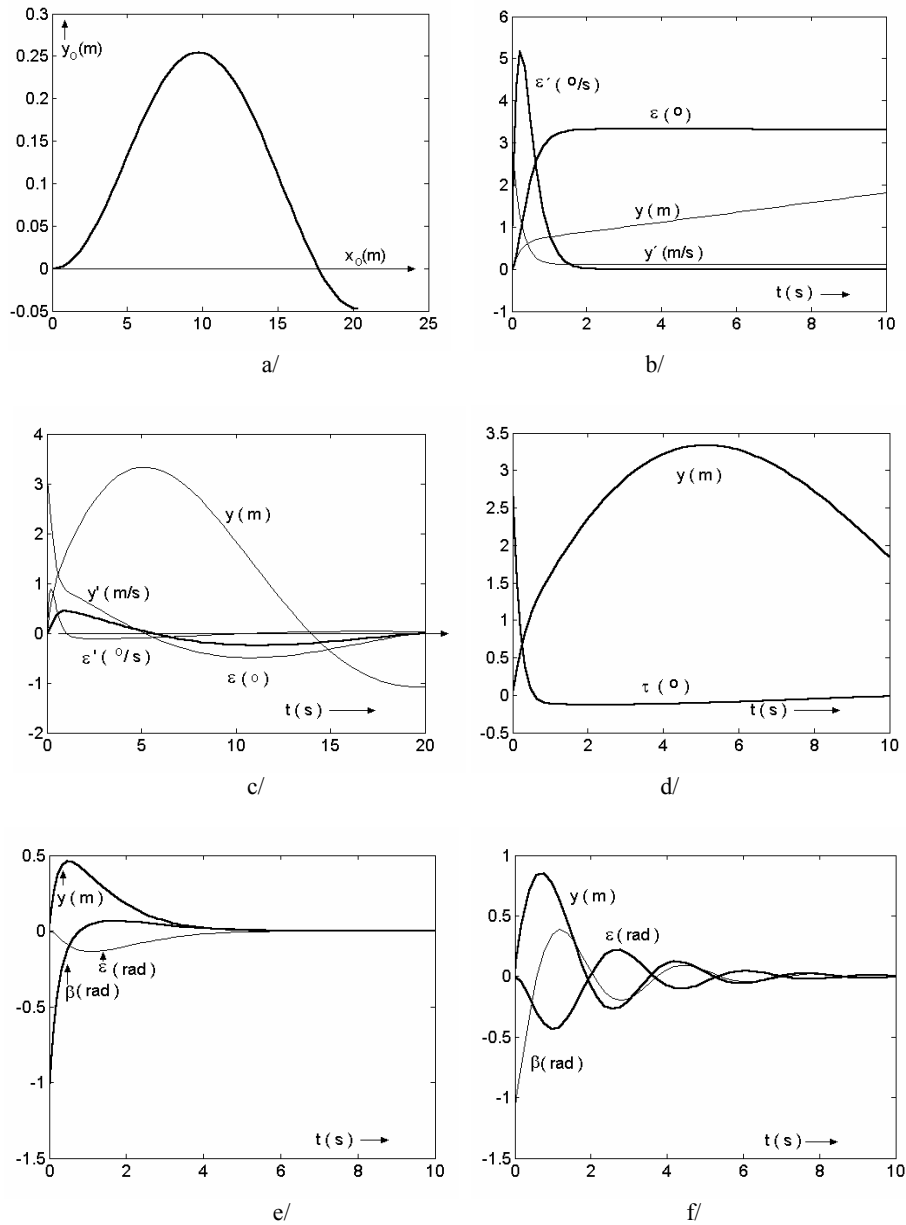 y₀(m)
0.3
0.25
0.2
0.15
0.1
0.05
0
-0.05
x₀(m)
0 5 10 15 20 25
a/
6
5
4
3
2
1
0
-1
ε´(°/s)
ε(°)
y(m)
y´(m/s)
t(s)
0 2 4 6 8 10
b/
4
3
2
1
0
-1
-2
y(m)
y'(m/s)
ε'(°/s)
ε(°)
t(s)
0 5 10 15 20
c/
3.5
3
2.5
2
1.5
1
0.5
0
-0.5
y(m)
τ(°)
t(s)
0 2 4 6 8 10
d/
0.5
0
-0.5
-1
-1.5
y(m)
ε(rad)
β(rad)
t(s)
0 2 4 6 8 10
e/
1
0.5
0
-0.5
-1
-1.5
y(m)
ε(rad)
β(rad)
t(s)
0 2 4 6 8 10
f/